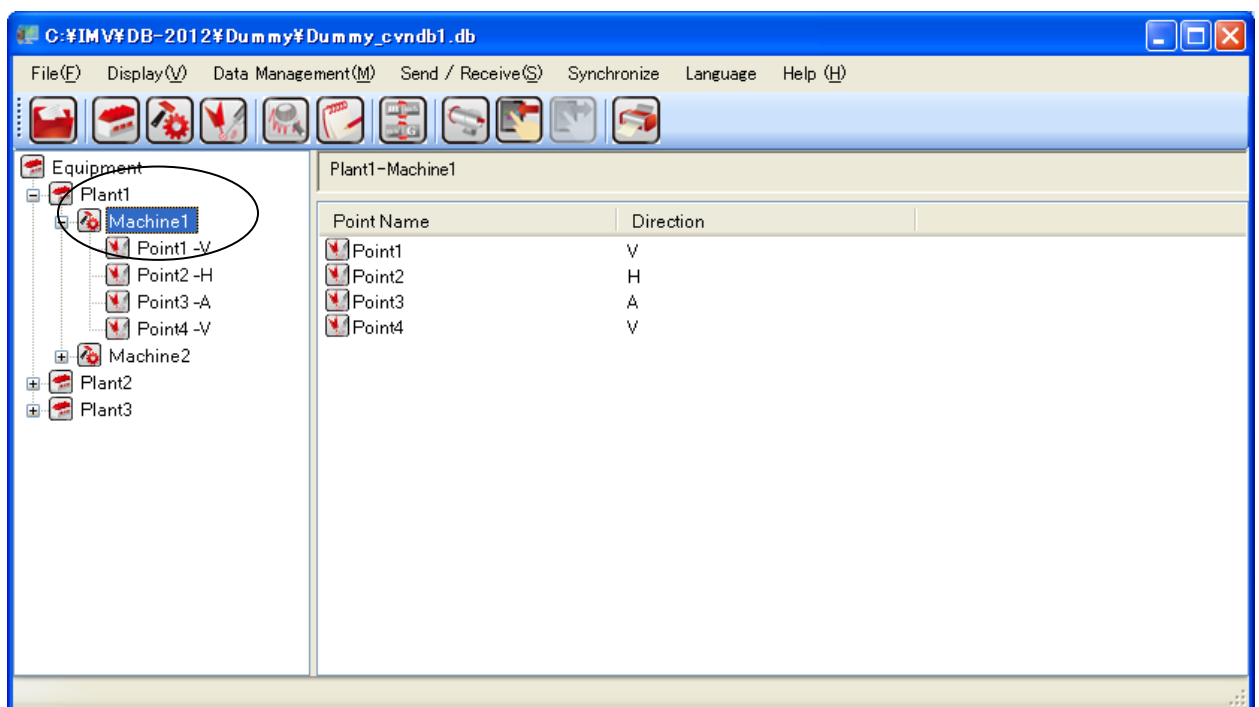 C:¥IMV¥DB-2012¥Dummy¥Dummy_cvndb1.db
File(F) Display(V) Data Management(M) Send / Receive(S) Synchronize Language Help (H)
Equipment
Plant1
Machine1
Point1 -V
Point2 -H
Point3 -A
Point4 -V
Machine2
Plant2
Plant3
Plant1-Machine1
Point Name Direction
Point1 V
Point2 H
Point3 A
Point4 V